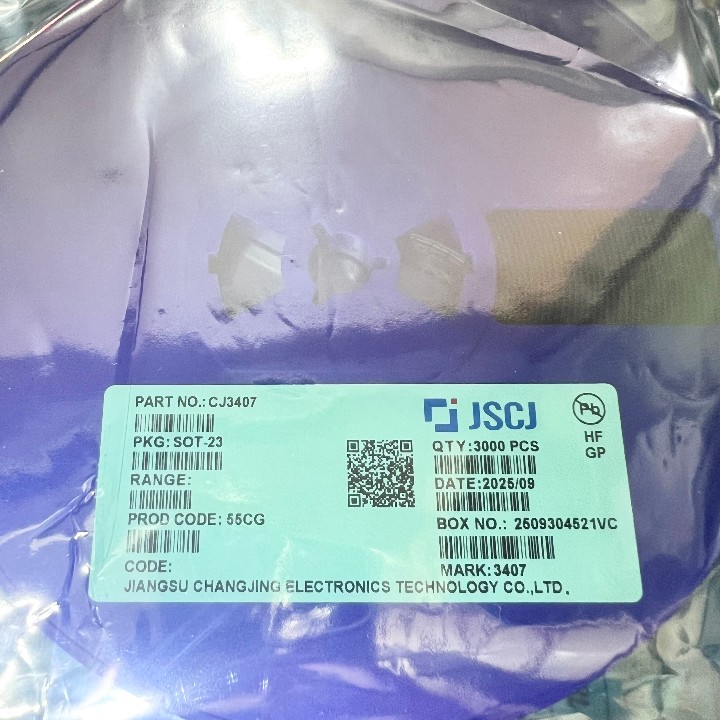 PART NO.:CJ3407
JSCJ
Pb
PKG:SOT-23
QTY:3000 PCS
HF
GP
RANGE:
DATE:2025/09
PROD CODE: 55CG
BOX NO.: 2509304521VC
CODE:
MARK:3407
JIANGSU CHANGJING ELECTRONICS TECHNOLOGY CO.,LTD.